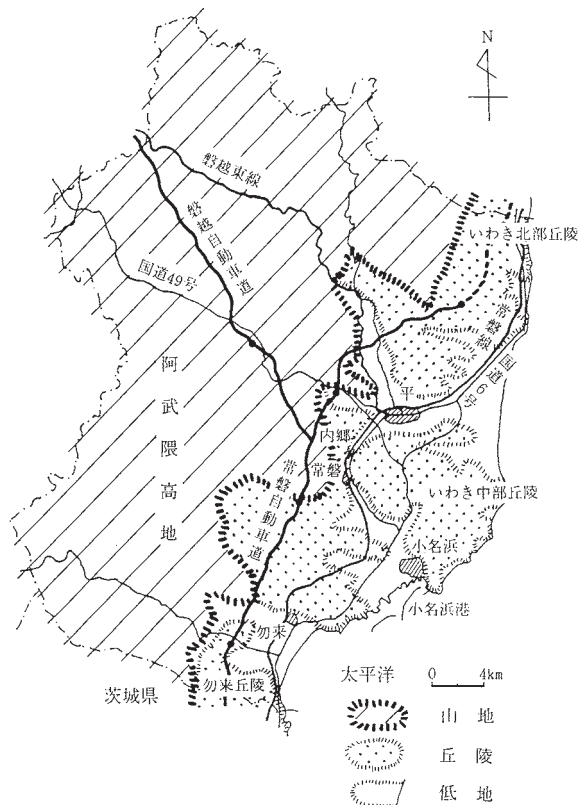 N
磐越東線
磐越自動車道
国道49号
いわき北部丘陵
常磐線
国道6号
平
阿武隈高地
内郷
常磐
常磐自動車道
いわき中部丘陵
小名浜
小名浜港
勿来
勿来丘陵
茨城県
太平洋
0 4km
山地
丘陵
低地